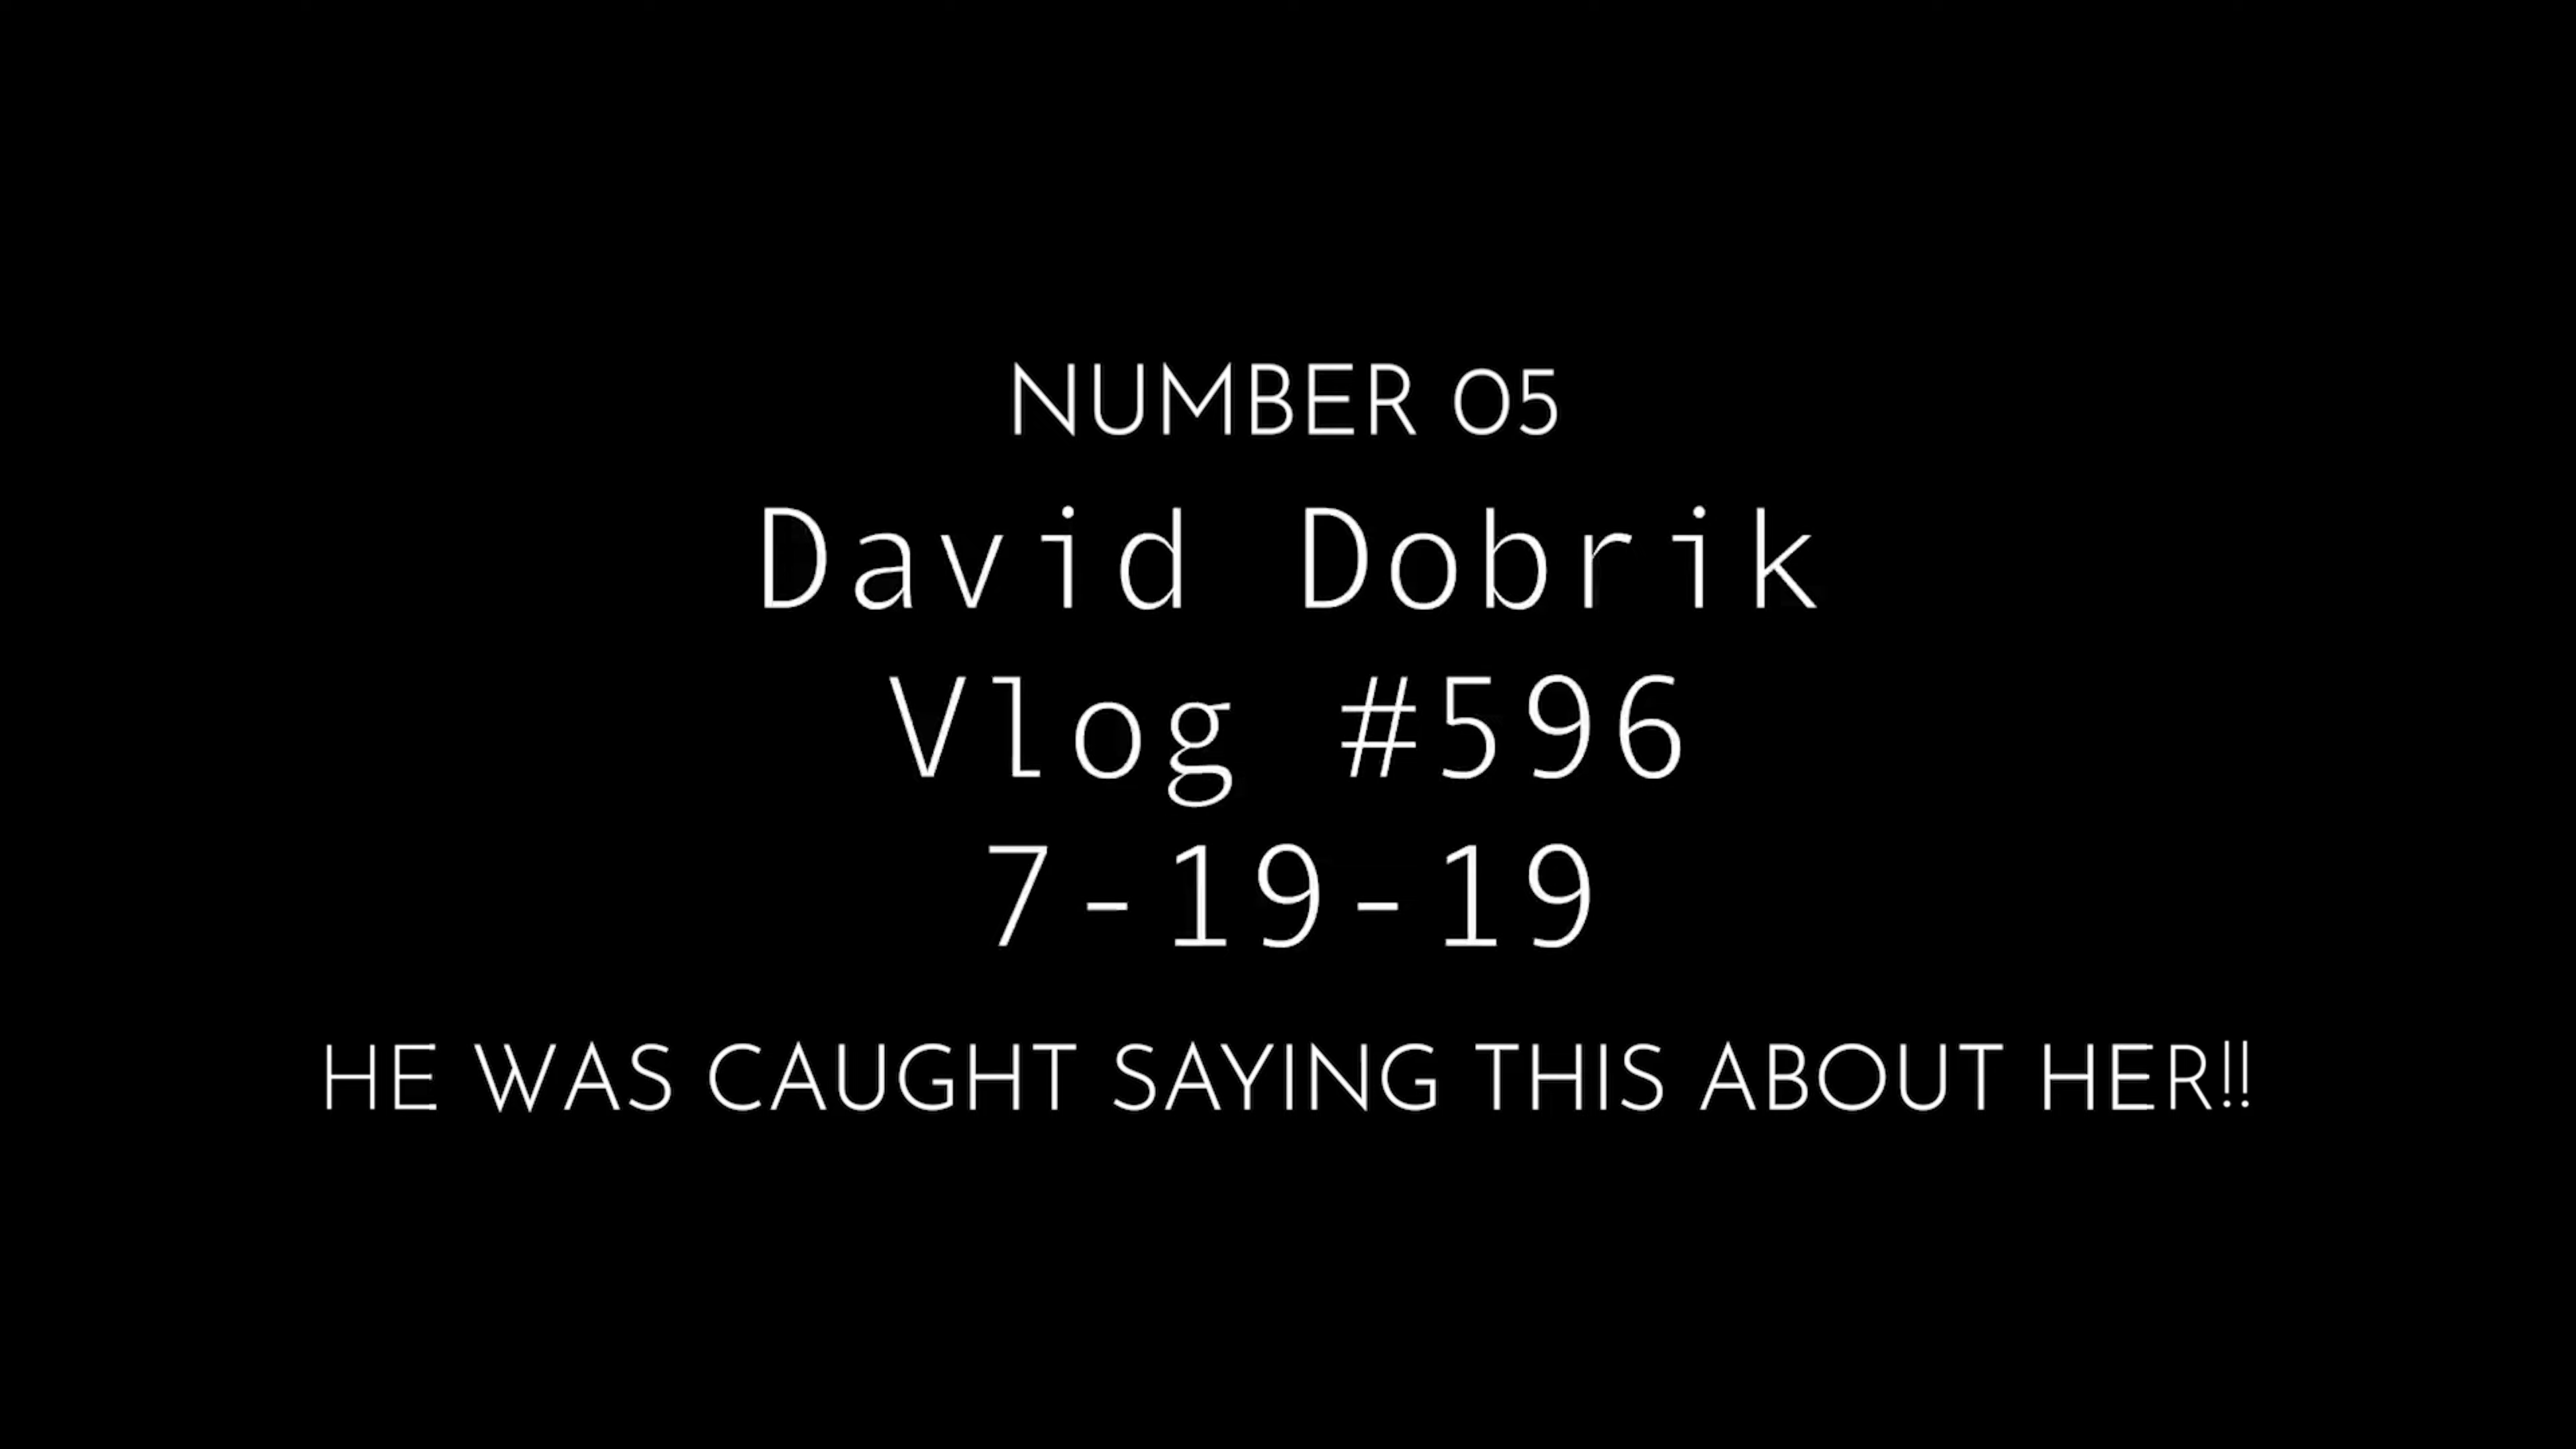 NUMBER 05
David Dobrik
Vlog #596
7-19-19
HE WAS CAUGHT SAYING THIS ABOUT HER!!